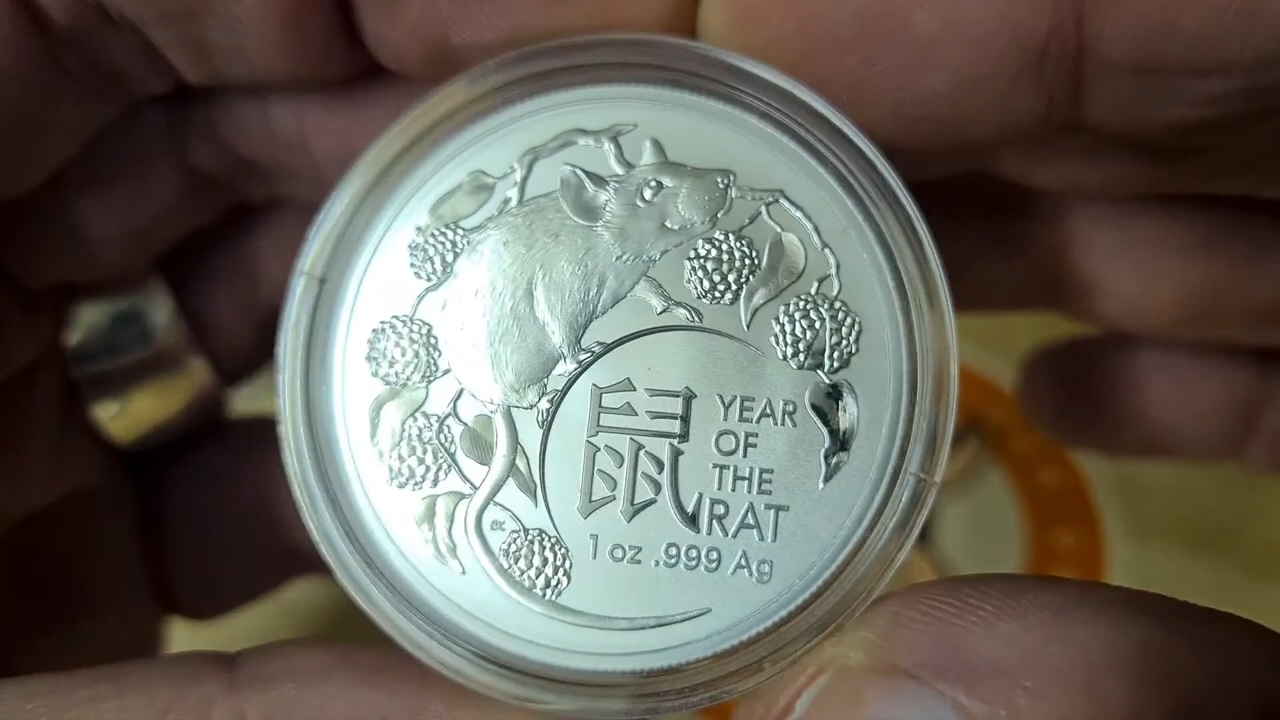 鼠
YEAR
OF
THE
RAT
1 oz .999 Ag